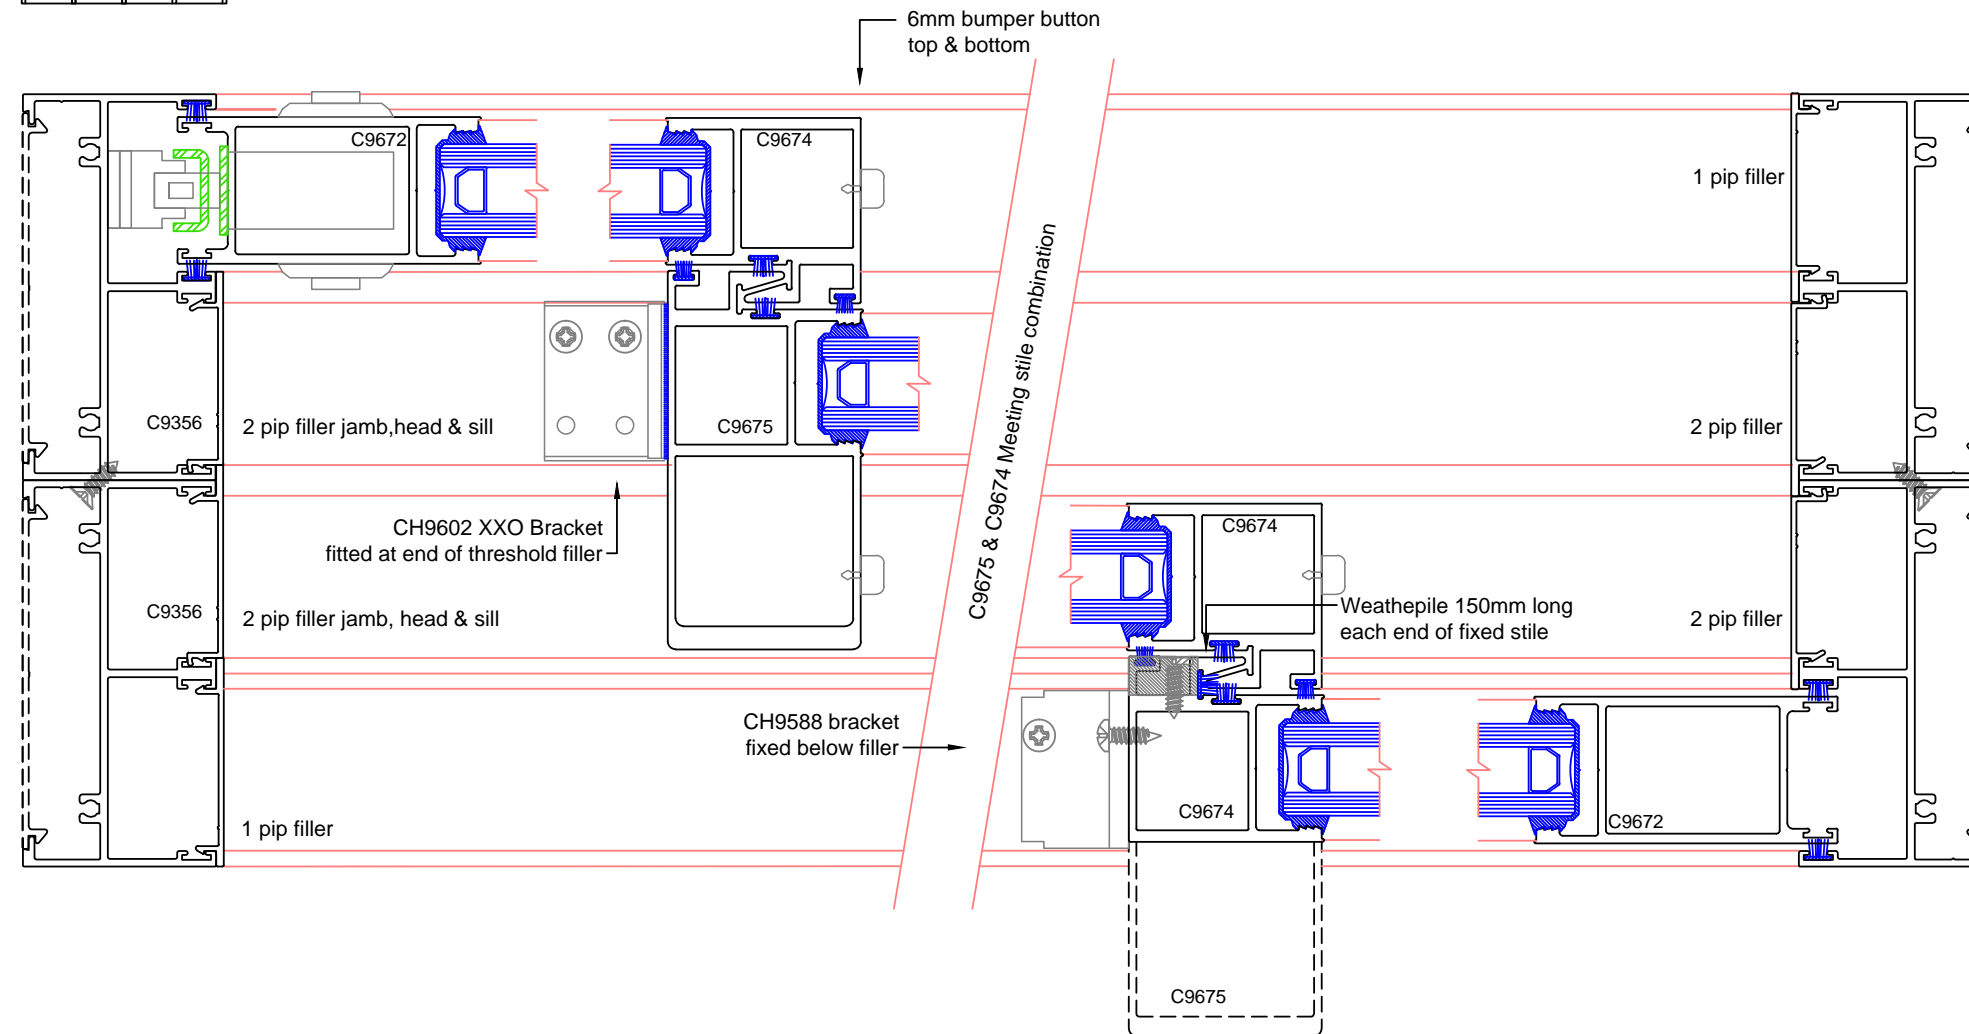 6mm bumper button
top & bottom
C9672
C9674
1 pip filler
C9675 & C9674 Meeting stile combination
C9356
2 pip filler jamb,head & sill
C9675
2 pip filler
CH9602 XXO Bracket
fitted at end of threshold filler
C9674
C9356
2 pip filler jamb, head & sill
Weathepile 150mm long
each end of fixed stile
2 pip filler
CH9588 bracket
fixed below filler
C9674
C9672
1 pip filler
C9675